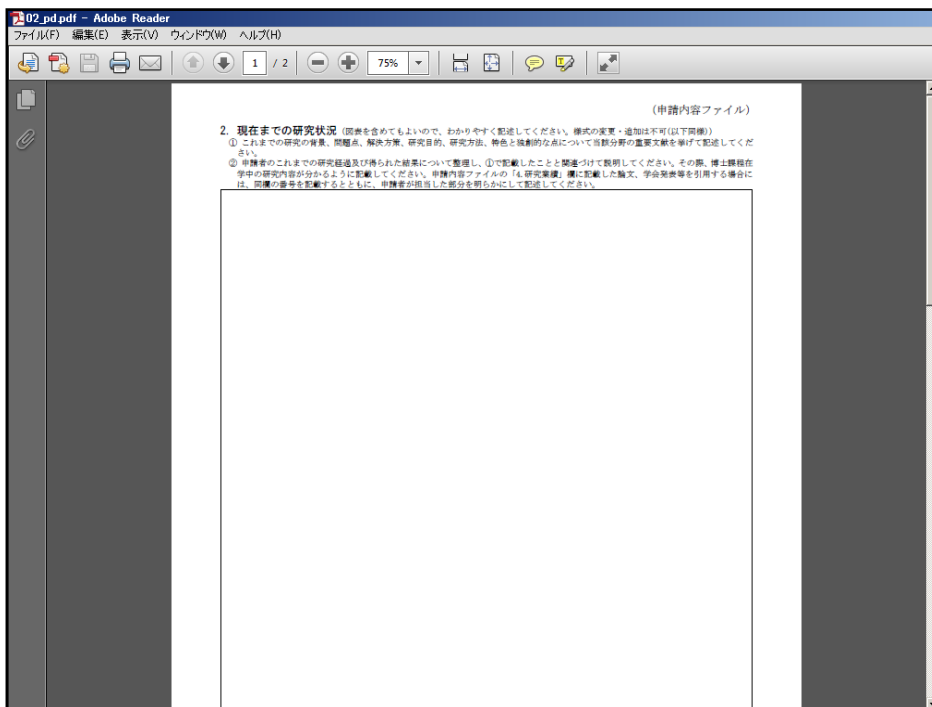 02_pd.pdf - Adobe Reader
ファイル(F) 編集(E) 表示(V) ウィンドウ(W) ヘルプ(H)
1 / 2 75%
(申請内容ファイル)
2. 現在までの研究状況 (図表を含めてもよいので、わかりやすく記述してください。様式の変更・追加は不可(以下同様))
① これまでの研究の背景、問題点、解決方策、研究目的、研究方法、特色と独創的な点について当該分野の重要文献を挙げて記述してくだ
さい。
② 申請者のこれまでの研究経過及び得られた結果について整理し、①で記載したことと関連づけて説明してください。その際、博士課程在
学中の研究内容が分かるように記載してください。申請内容ファイルの「4. 研究業績」欄に記載した論文、学会発表等を引用する場合に
は、同欄の番号を記載するとともに、申請者が担当した部分を明らかにして記述してください。